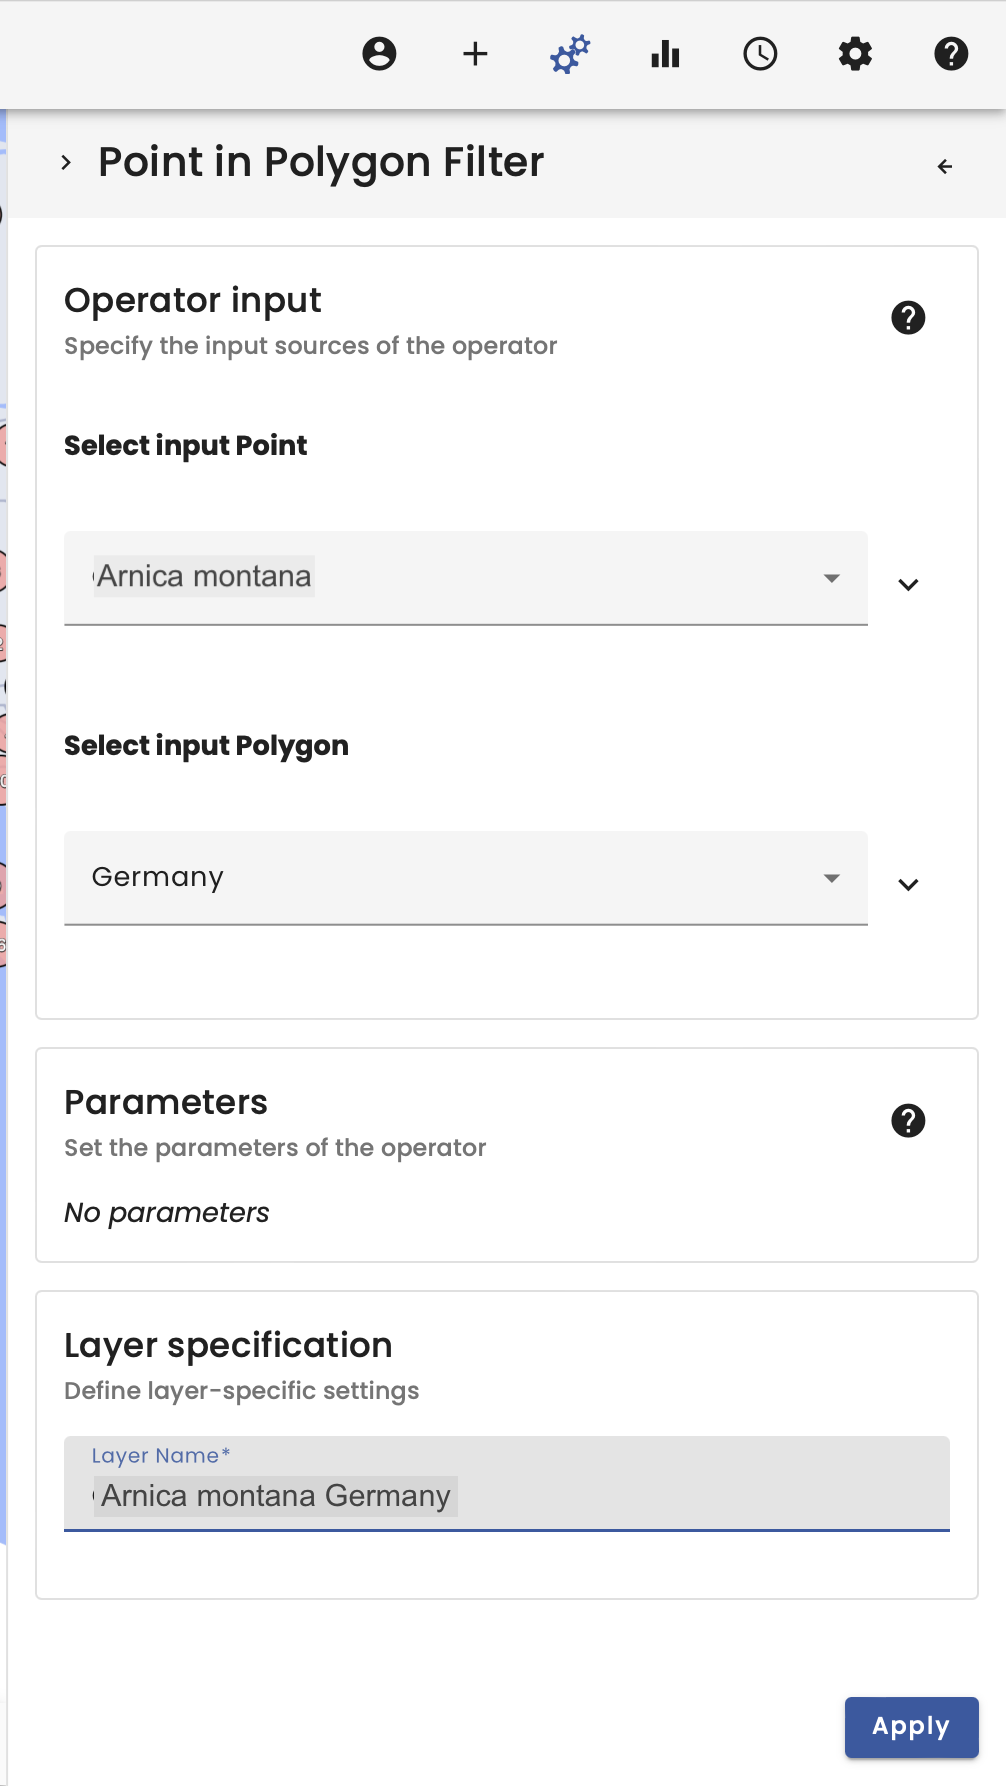 Point in Polygon Filter
Operator input
Specify the input sources of the operator
Select input Point
Arnica montana
Select input Polygon
Germany
Parameters
Set the parameters of the operator
No parameters
Layer specification
Define layer-specific settings
Layer Name*
Arnica montana Germany
Apply